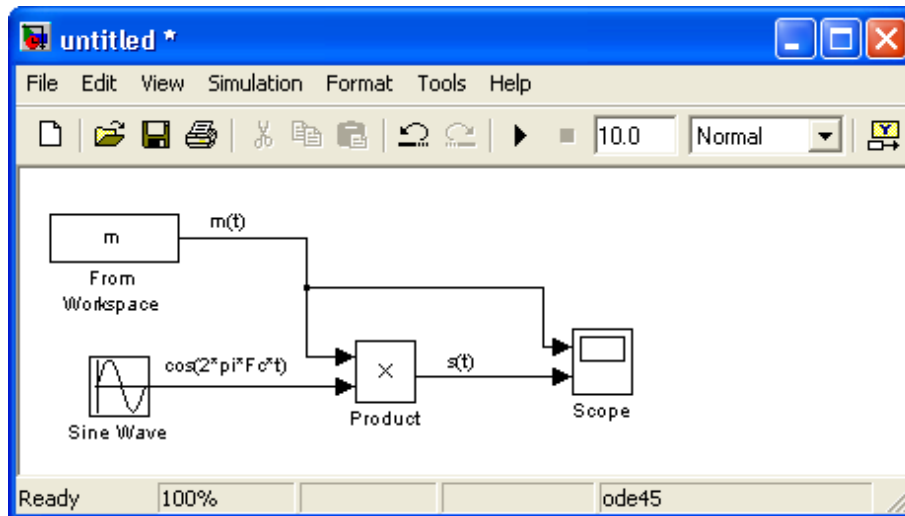 untitled *
File Edit View Simulation Format Tools Help
10.0 Normal
Y
m(t)
m
From
Workspace
cos(2*pi*Fc*t)
×
s(t)
Sine Wave
Product
Scope
Ready 100% ode45